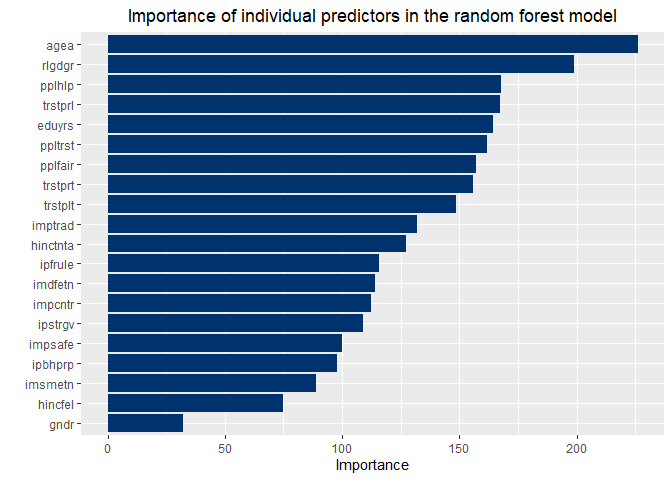 Importance of individual predictors in the random forest model
agea
rlgdgr
pplhlp
trstprl
eduyrs
ppltrst
pplfair
trstprt
trstplt
imptrad
hinctnta
ipfrule
imdfetn
impcntr
ipstrgv
impsafe
ipbhprp
imsmetn
hincfel
gndr
0 50 100 150 200
Importance